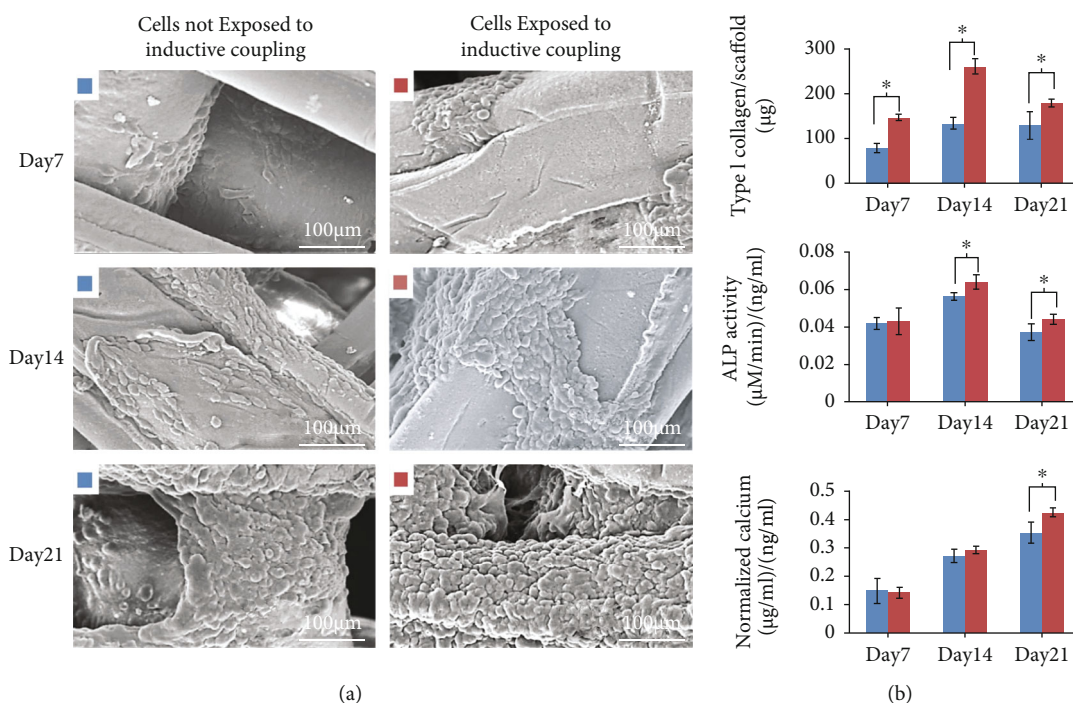 Cells not Exposed to
inductive coupling
Cells Exposed to
inductive coupling
Day7
100μm
100μm
Day14
100μm
100μm
Day21
100μm
100μm
(a)
Type 1 collagen/scaffold
(μg)
300
200
100
0
*
*
*
Day7
Day14
Day21
ALP activity
(μM/min)/(ng/ml)
0.08
0.06
0.04
0.02
0
*
*
Day7
Day14
Day21
Normalized calcium
(μg/ml)/(ng/ml)
0.5
0.4
0.3
0.2
0.1
0
*
Day7
Day14
Day21
(b)